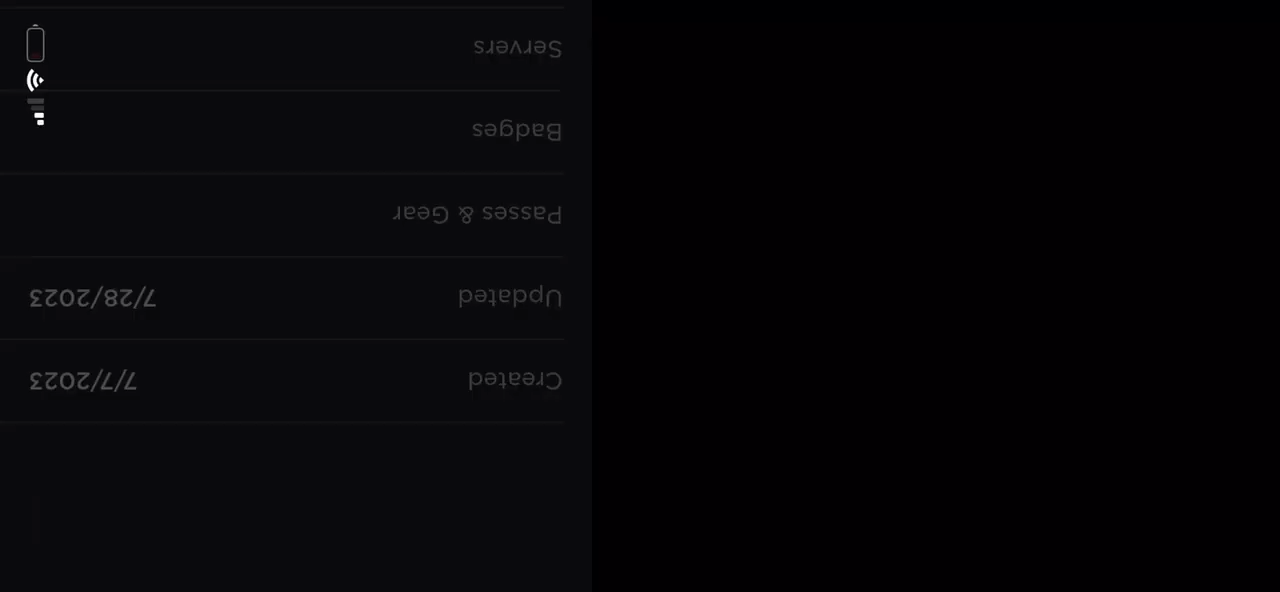 Created 7/7/2023
Updated 7/28/2023
Passes & Gear
Badges
Servers